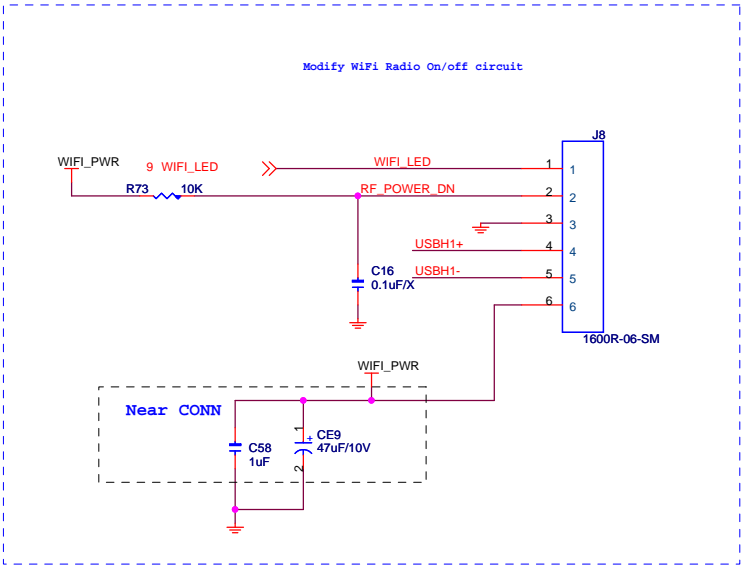 Modify WiFi Radio On/off circuit
J8
WIFI_PWR
9 WIFI_LED
WIFI_LED
1
1
R73
10K
RF_POWER_DN
2
2
3
3
USBH1+
4
4
C16
0.1uF/X
USBH1-
5
5
6
6
1600R-06-SM
WIFI_PWR
Near CONN
1
+
CE9
47uF/10V
C58
1uF
2